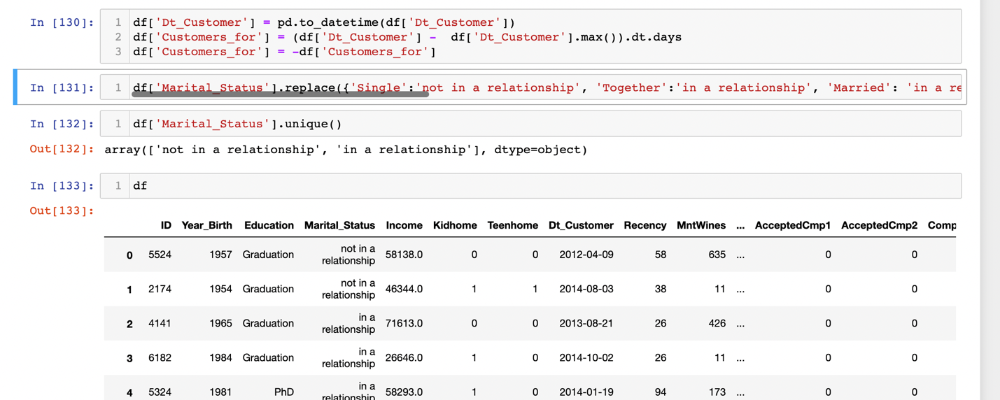 In [130]:
1 df['Dt_Customer'] = pd.to_datetime(df['Dt_Customer'])
2 df['Customers_for'] = (df['Dt_Customer'] -  df['Dt_Customer'].max()).dt.days
3 df['Customers_for'] = -df['Customers_for']
In [131]:
1 df['Marital_Status'].replace({'Single':'not in a relationship', 'Together':'in a relationship', 'Married': 'in a re
In [132]:
1 df['Marital_Status'].unique()
Out[132]: array(['not in a relationship', 'in a relationship'], dtype=object)
In [133]:
1 df
Out[133]:
ID Year_Birth Education Marital_Status Income Kidhome Teenhome Dt_Customer Recency MntWines ... AcceptedCmp1 AcceptedCmp2 Comp
0 5524 1957 Graduation not in a relationship 58138.0 0 0 2012-04-09 58 635 ... 0 0
1 2174 1954 Graduation not in a relationship 46344.0 1 1 2014-08-03 38 11 ... 0 0
2 4141 1965 Graduation in a relationship 71613.0 0 0 2013-08-21 26 426 ... 0 0
3 6182 1984 Graduation in a relationship 26646.0 1 0 2014-10-02 26 11 ... 0 0
4 5324 1981 PhD in a relationship 58293.0 1 0 2014-01-19 94 173 ... 0 0